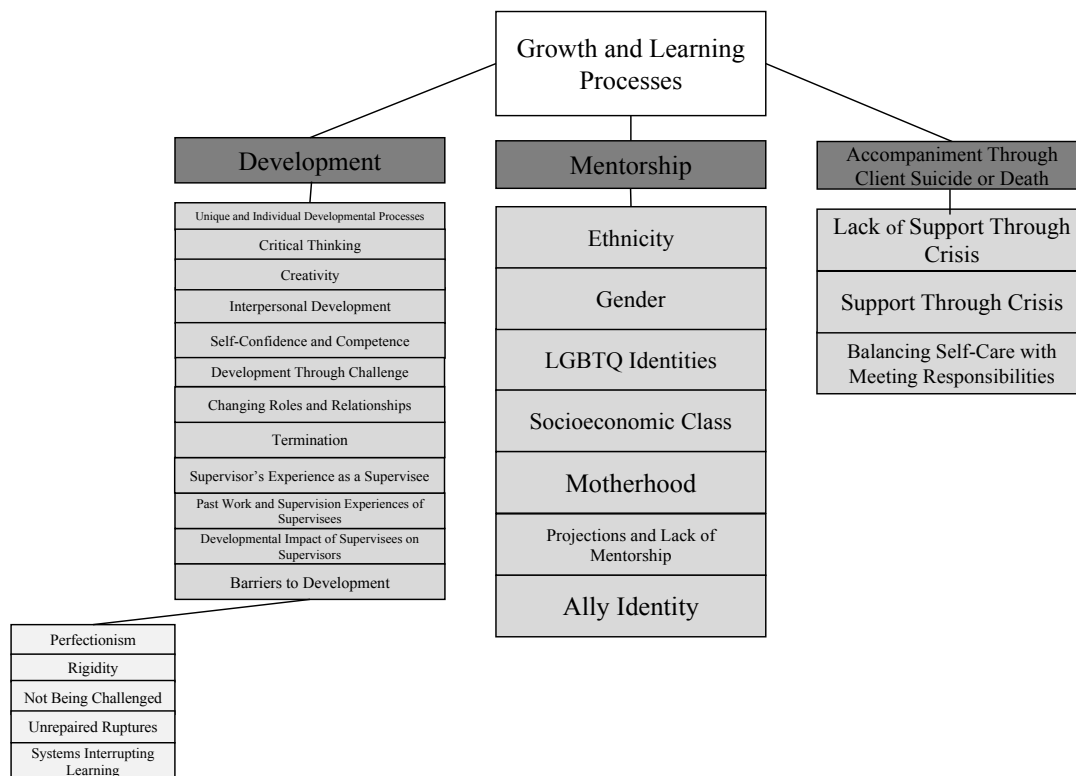 Growth and Learning
Processes
Development
Unique and Individual Developmental Processes
Critical Thinking
Creativity
Interpersonal Development
Self-Confidence and Competence
Development Through Challenge
Changing Roles and Relationships
Termination
Supervisor’s Experience as a Supervisee
Past Work and Supervision Experiences of
Supervisees
Developmental Impact of Supervisees on
Supervisors
Barriers to Development
Perfectionism
Rigidity
Not Being Challenged
Unrepaired Ruptures
Systems Interrupting
Learning
Mentorship
Ethnicity
Gender
LGBTQ Identities
Socioeconomic Class
Motherhood
Projections and Lack of
Mentorship
Ally Identity
Accompaniment Through
Client Suicide or Death
Lack of Support Through
Crisis
Support Through Crisis
Balancing Self-Care with
Meeting Responsibilities